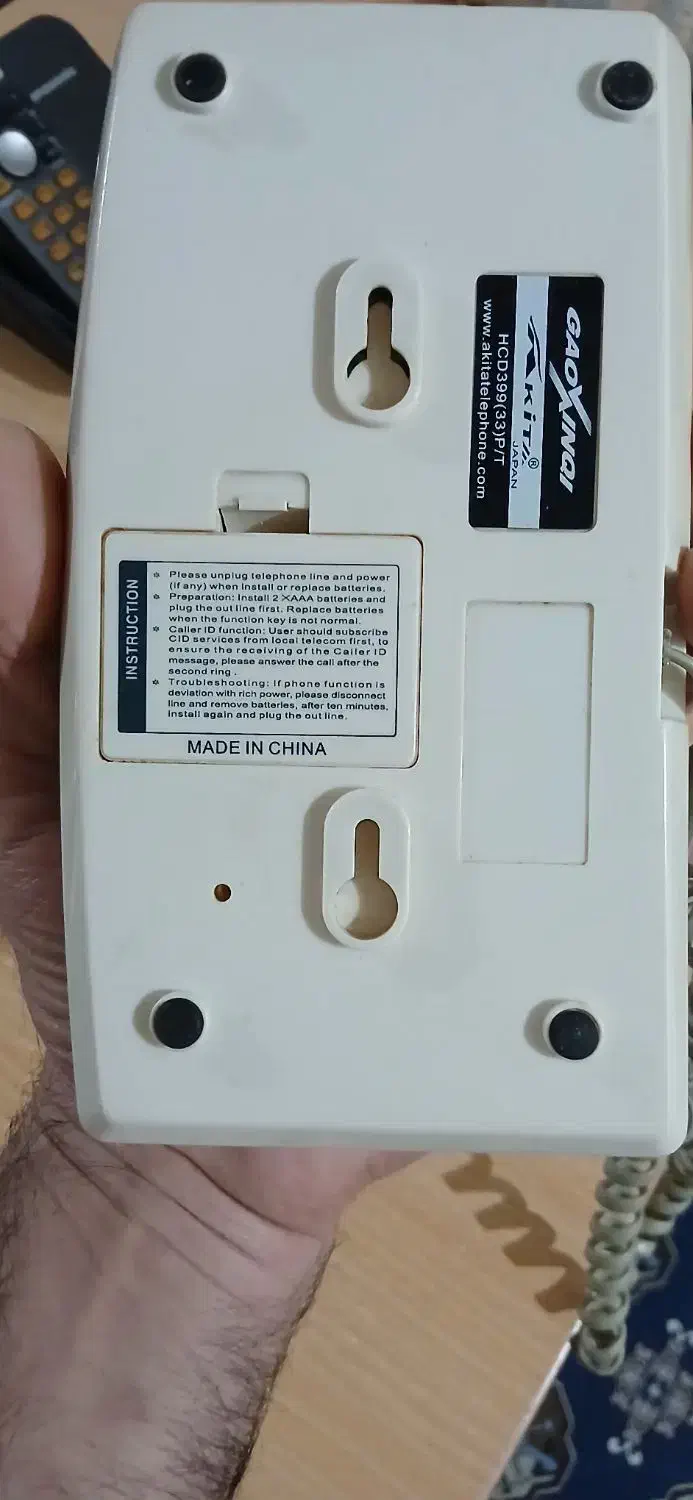 GAOXINQI
AKITA®
JAPAN
HCD399(33)P/T
www.akitatelephone.com
INSTRUCTION
* Please unplug telephone line and power
(if any) when install or replace batteries.
* Preparation: Install 2 XAAA batteries and
plug the out line first. Replace batteries
when the function key is not normal.
* Caller ID function: User should subscribe
CID services from local telecom first, to
ensure the receiving of the Caller ID
message, please answer the call after the
second ring .
* Troubleshooting: If phone function is
deviation with rich power, please disconnect
line and remove batteries, after ten minutes,
install again and plug the out line.
MADE IN CHINA